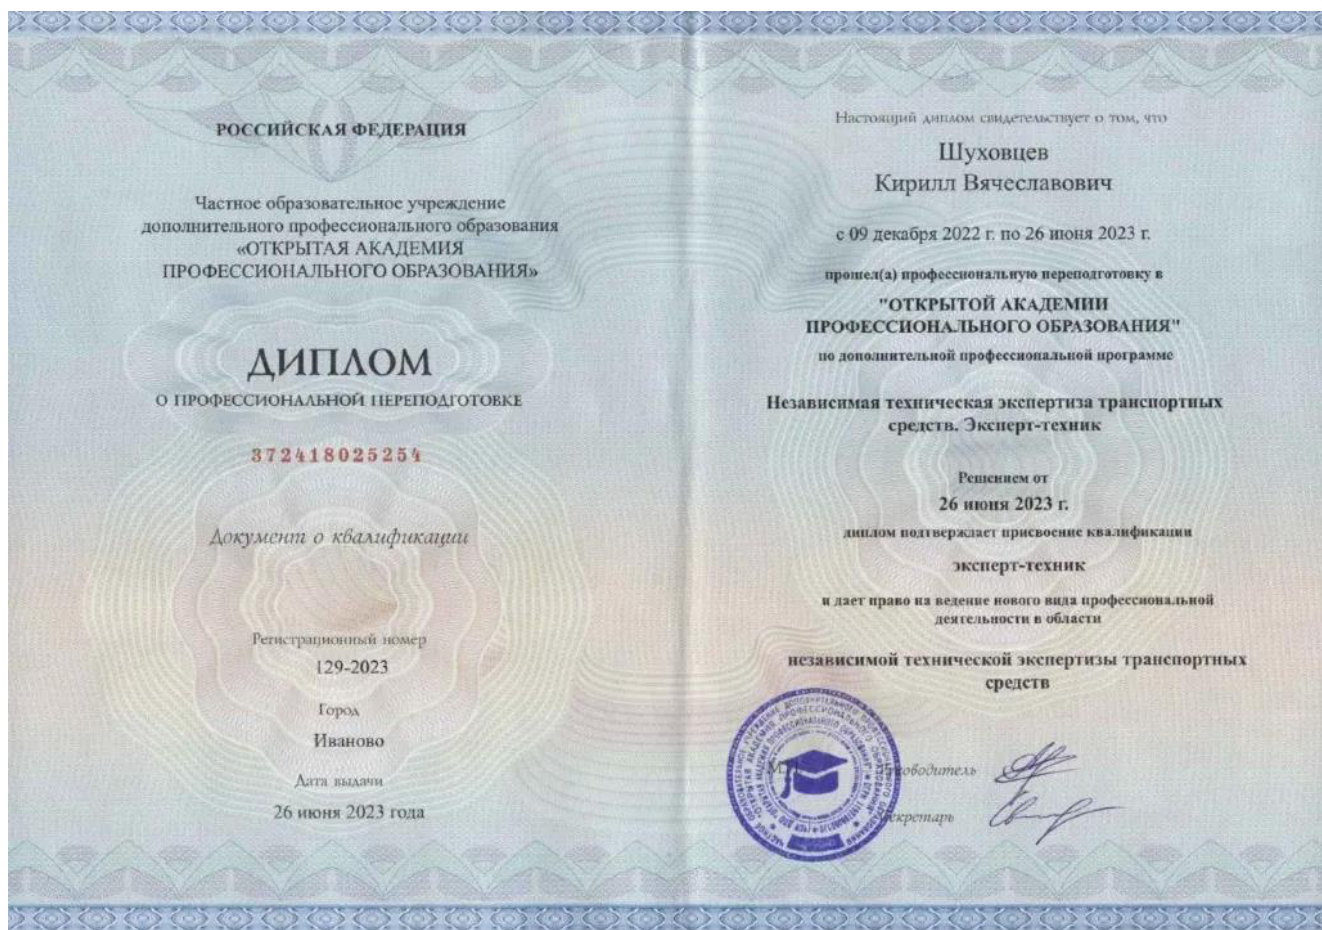 РОССИЙСКАЯ ФЕДЕРАЦИЯ
Частное образовательное учреждение
дополнительного профессионального образования
«ОТКРЫТАЯ АКАДЕМИЯ
ПРОФЕССИОНАЛЬНОГО ОБРАЗОВАНИЯ»
ДИПЛОМ
О ПРОФЕССИОНАЛЬНОЙ ПЕРЕПОДГОТОВКЕ
372418025254
Документ о квалификации
Регистрационный номер
129-2023
Город
Иваново
Дата выдачи
26 июня 2023 года
Настоящий диплом свидетельствует о том, что
Шуховцев
Кирилл Вячеславович
с 09 декабря 2022 г. по 26 июня 2023 г.
прошел(а) профессиональную переподготовку в
"ОТКРЫТОЙ АКАДЕМИИ
ПРОФЕССИОНАЛЬНОГО ОБРАЗОВАНИЯ"
по дополнительной профессиональной программе
Независимая техническая экспертиза транспортных
средств. Эксперт-техник
Решением от
26 июня 2023 г.
диплом подтверждает присвоение квалификации
эксперт-техник
и дает право на ведение нового вида профессиональной
деятельности в области
независимой технической экспертизы транспортных
средств
М.П.
Руководитель
Секретарь